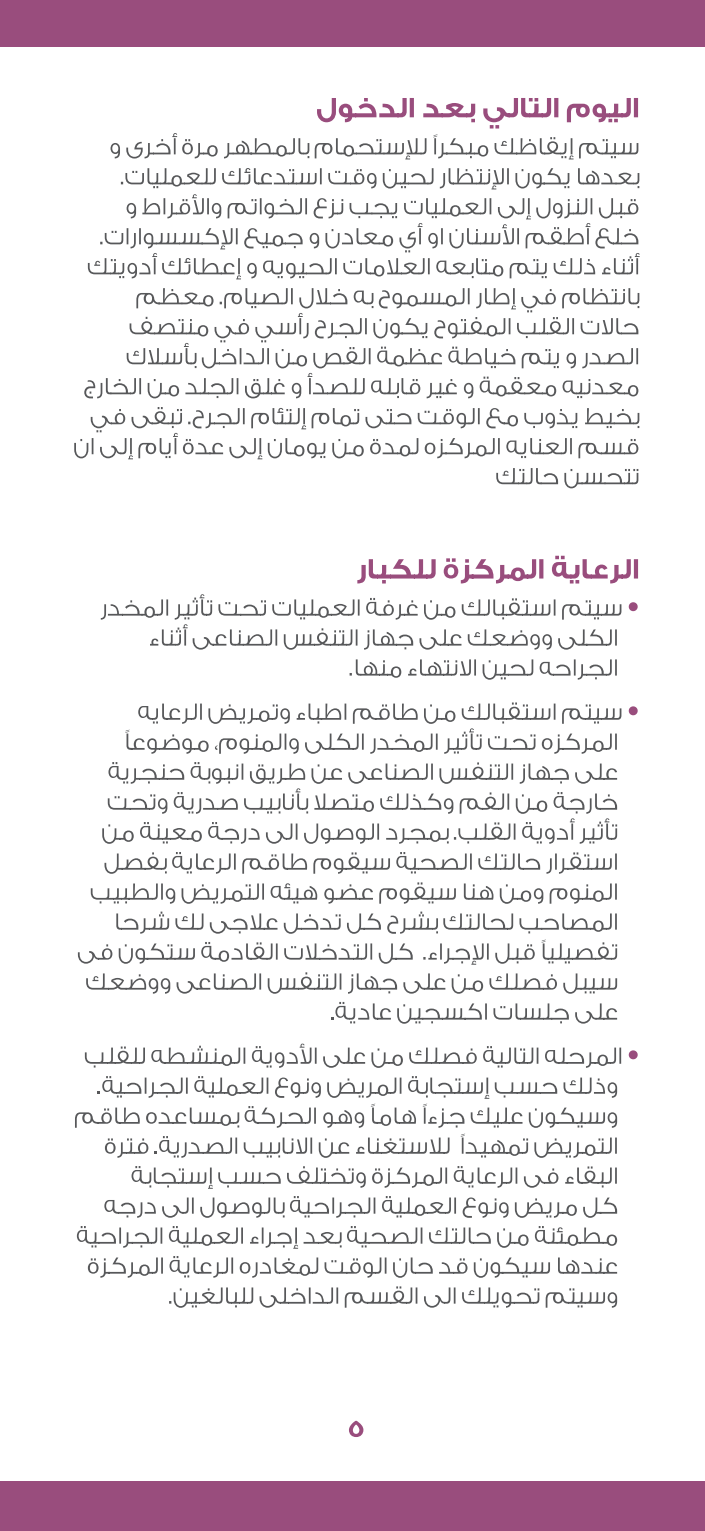 اليوم التالي بعد الدخول
سيتم إيقاظك مبكراً للإستحمام بالمطهر مرة أخرى و
بعدها يكون الإنتظار لحين وقت استدعائك للعمليات.
قبل النزول إلى العمليات يجب نزع الخواتم والأقراط و
خلع أطقم الأسنان او أي معادن و جميع الإكسسوارات.
أثناء ذلك يتم متابعه العلامات الحيويه و إعطائك أدويتك
بانتظام في إطار المسموح به خلال الصيام. معظم
حالات القلب المفتوح يكون الجرح رأسي في منتصف
الصدر و يتم خياطة عظمة القص من الداخل بأسلاك
معدنيه معقمة و غير قابله للصدأ و غلق الجلد من الخارج
بخيط يذوب مع الوقت حتى تمام إلتئام الجرح. تبقى في
قسم العنايه المركزه لمدة من يومان إلى عدة أيام إلى ان
تتحسن حالتك
الرعاية المركزة للكبار
• سيتم استقبالك من غرفة العمليات تحت تأثير المخدر
الكلى ووضعك على جهاز التنفس الصناعى أثناء
الجراحه لحين الانتهاء منها.
• سيتم استقبالك من طاقم اطباء وتمريض الرعايه
المركزه تحت تأثير المخدر الكلى والمنوم، موضوعاً
على جهاز التنفس الصناعى عن طريق انبوبة حنجرية
خارجة من الفم وكذلك متصلا بأنابيب صدرية وتحت
تأثير أدوية القلب. بمجرد الوصول الى درجة معينة من
استقرار حالتك الصحية سيقوم طاقم الرعاية بفصل
المنوم ومن هنا سيقوم عضو هيئه التمريض والطبيب
المصاحب لحالتك بشرح كل تدخل علاجى لك شرحا
تفصيلياً قبل الإجراء. كل التدخلات القادمة ستكون فى
سيبل فصلك من على جهاز التنفس الصناعى ووضعك
على جلسات اكسجين عادية.
• المرحله التالية فصلك من على الأدوية المنشطه للقلب
وذلك حسب إستجابة المريض ونوع العملية الجراحية.
وسيكون عليك جزءاً هاماً وهو الحركة بمساعده طاقم
التمريض تمهيداً للاستغناء عن الانابيب الصدرية. فترة
البقاء فى الرعاية المركزة وتختلف حسب إستجابة
كل مريض ونوع العملية الجراحية بالوصول الى درجه
مطمئنة من حالتك الصحية بعد إجراء العملية الجراحية
عندها سيكون قد حان الوقت لمغادره الرعاية المركزة
وسيتم تحويلك الى القسم الداخلى للبالغين.
٥